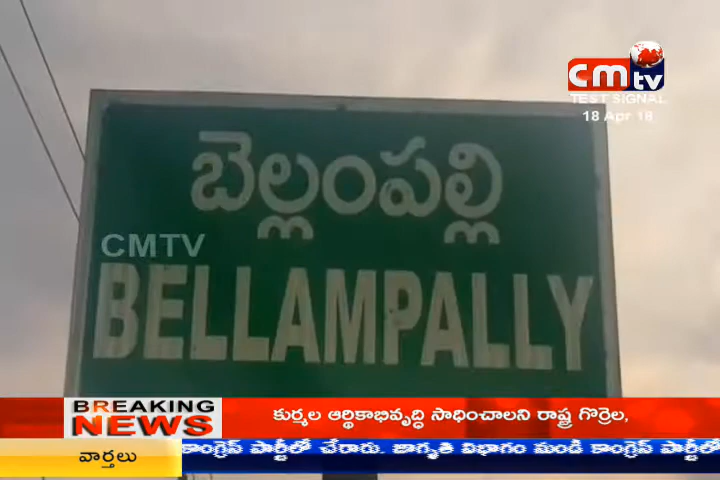 cmtv
TEST SIGNAL
18 Apr 18
బెల్లంపల్లి
CMTV
BELLAMPALLY
BREAKING
NEWS
కుర్మల ఆర్థికాభివృద్ధి సాధించాలని రాష్ట్ర గొర్రెల,
వార్తలు
కాంగ్రెస్ పార్టీలో చేరారు. జాగృతి విభాగం నుండి కాంగ్రెస్ పార్టీలో